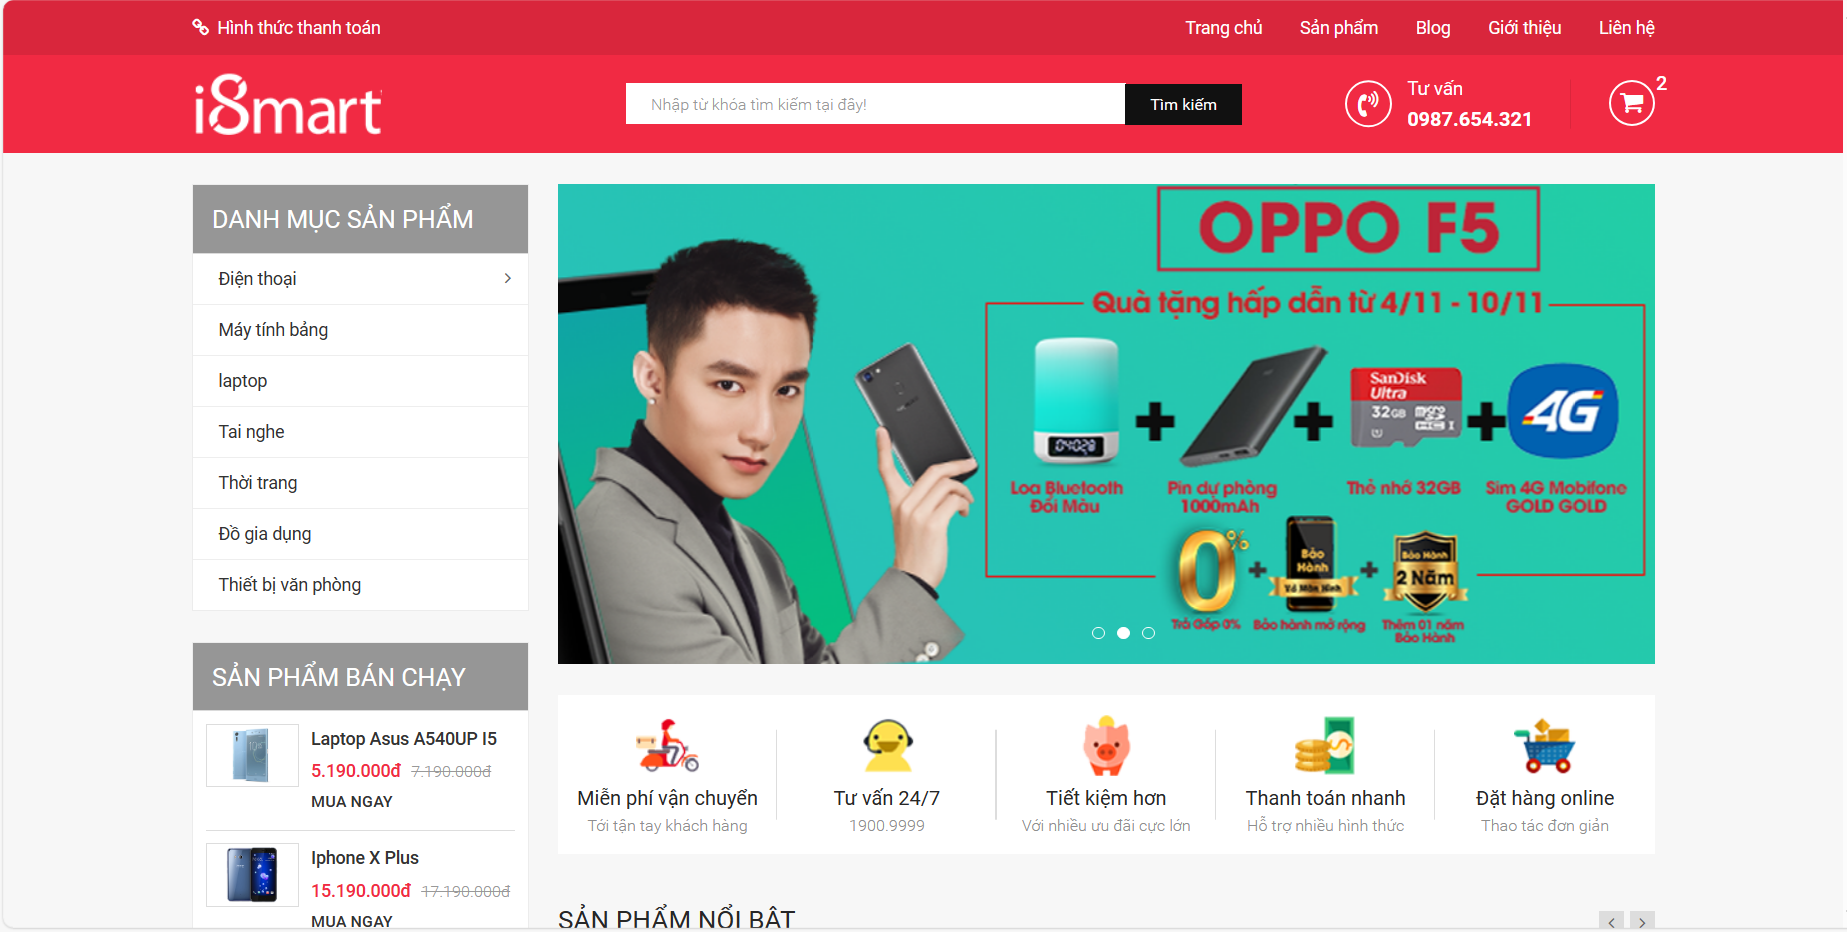 Hình thức thanh toán
Trang chủ Sản phẩm Blog Giới thiệu Liên hệ
i8mart
Nhập từ khóa tìm kiếm tại đây!
Tìm kiếm
Tư vấn
0987.654.321
2
DANH MỤC SẢN PHẨM
Điện thoại
Máy tính bảng
laptop
Tai nghe
Thời trang
Đồ gia dụng
Thiết bị văn phòng
OPPO F5
Quà tặng hấp dẫn từ 4/11 - 10/11
04028
SanDisk
Ultra
32GB micro
HC I
4G
Loa Bluetooth
Đổi Màu
Pin dự phòng
1000mAh
Thẻ nhớ 32GB
Sim 4G Mobifone
GOLD GOLD
0%
Bảo
Hành
Vỡ Màn Hình
Bảo Hành
2 Năm
Trả Góp 0%
Bảo hành mở rộng
Thêm 01 năm
Bảo Hành
SẢN PHẨM BÁN CHẠY
Laptop Asus A540UP I5
5.190.000đ 7.190.000đ
MUA NGAY
Iphone X Plus
15.190.000đ 17.190.000đ
MUA NGAY
Miễn phí vận chuyển
Tới tận tay khách hàng
Tư vấn 24/7
1900.9999
Tiết kiệm hơn
Với nhiều ưu đãi cực lớn
Thanh toán nhanh
Hỗ trợ nhiều hình thức
Đặt hàng online
Thao tác đơn giản
SẢN PHẨM NỔI BẬT